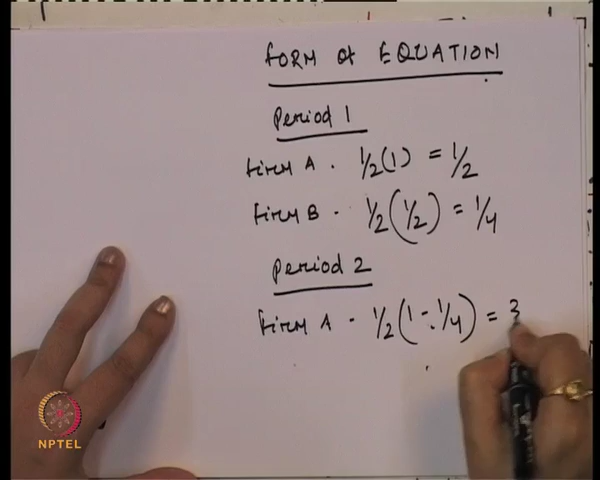 FORM OF EQUATION
Period 1
Firm A - 1/2 (1) = 1/2
Firm B - 1/2 (1/2) = 1/4
Period 2
Firm A - 1/2 (1 - 1/4) = 3
NPTEL